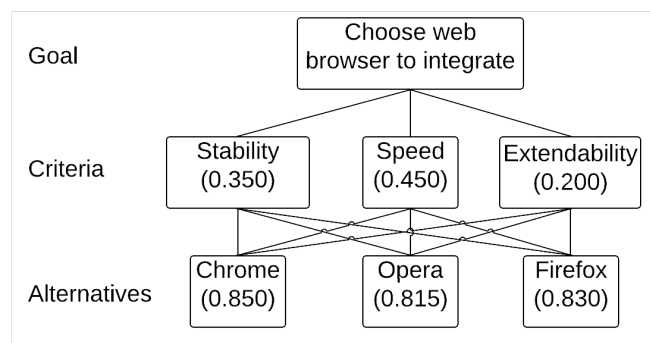 Goal
Choose web
browser to integrate
Criteria
Stability
(0.350)
Speed
(0.450)
Extendability
(0.200)
Alternatives
Chrome
(0.850)
Opera
(0.815)
Firefox
(0.830)